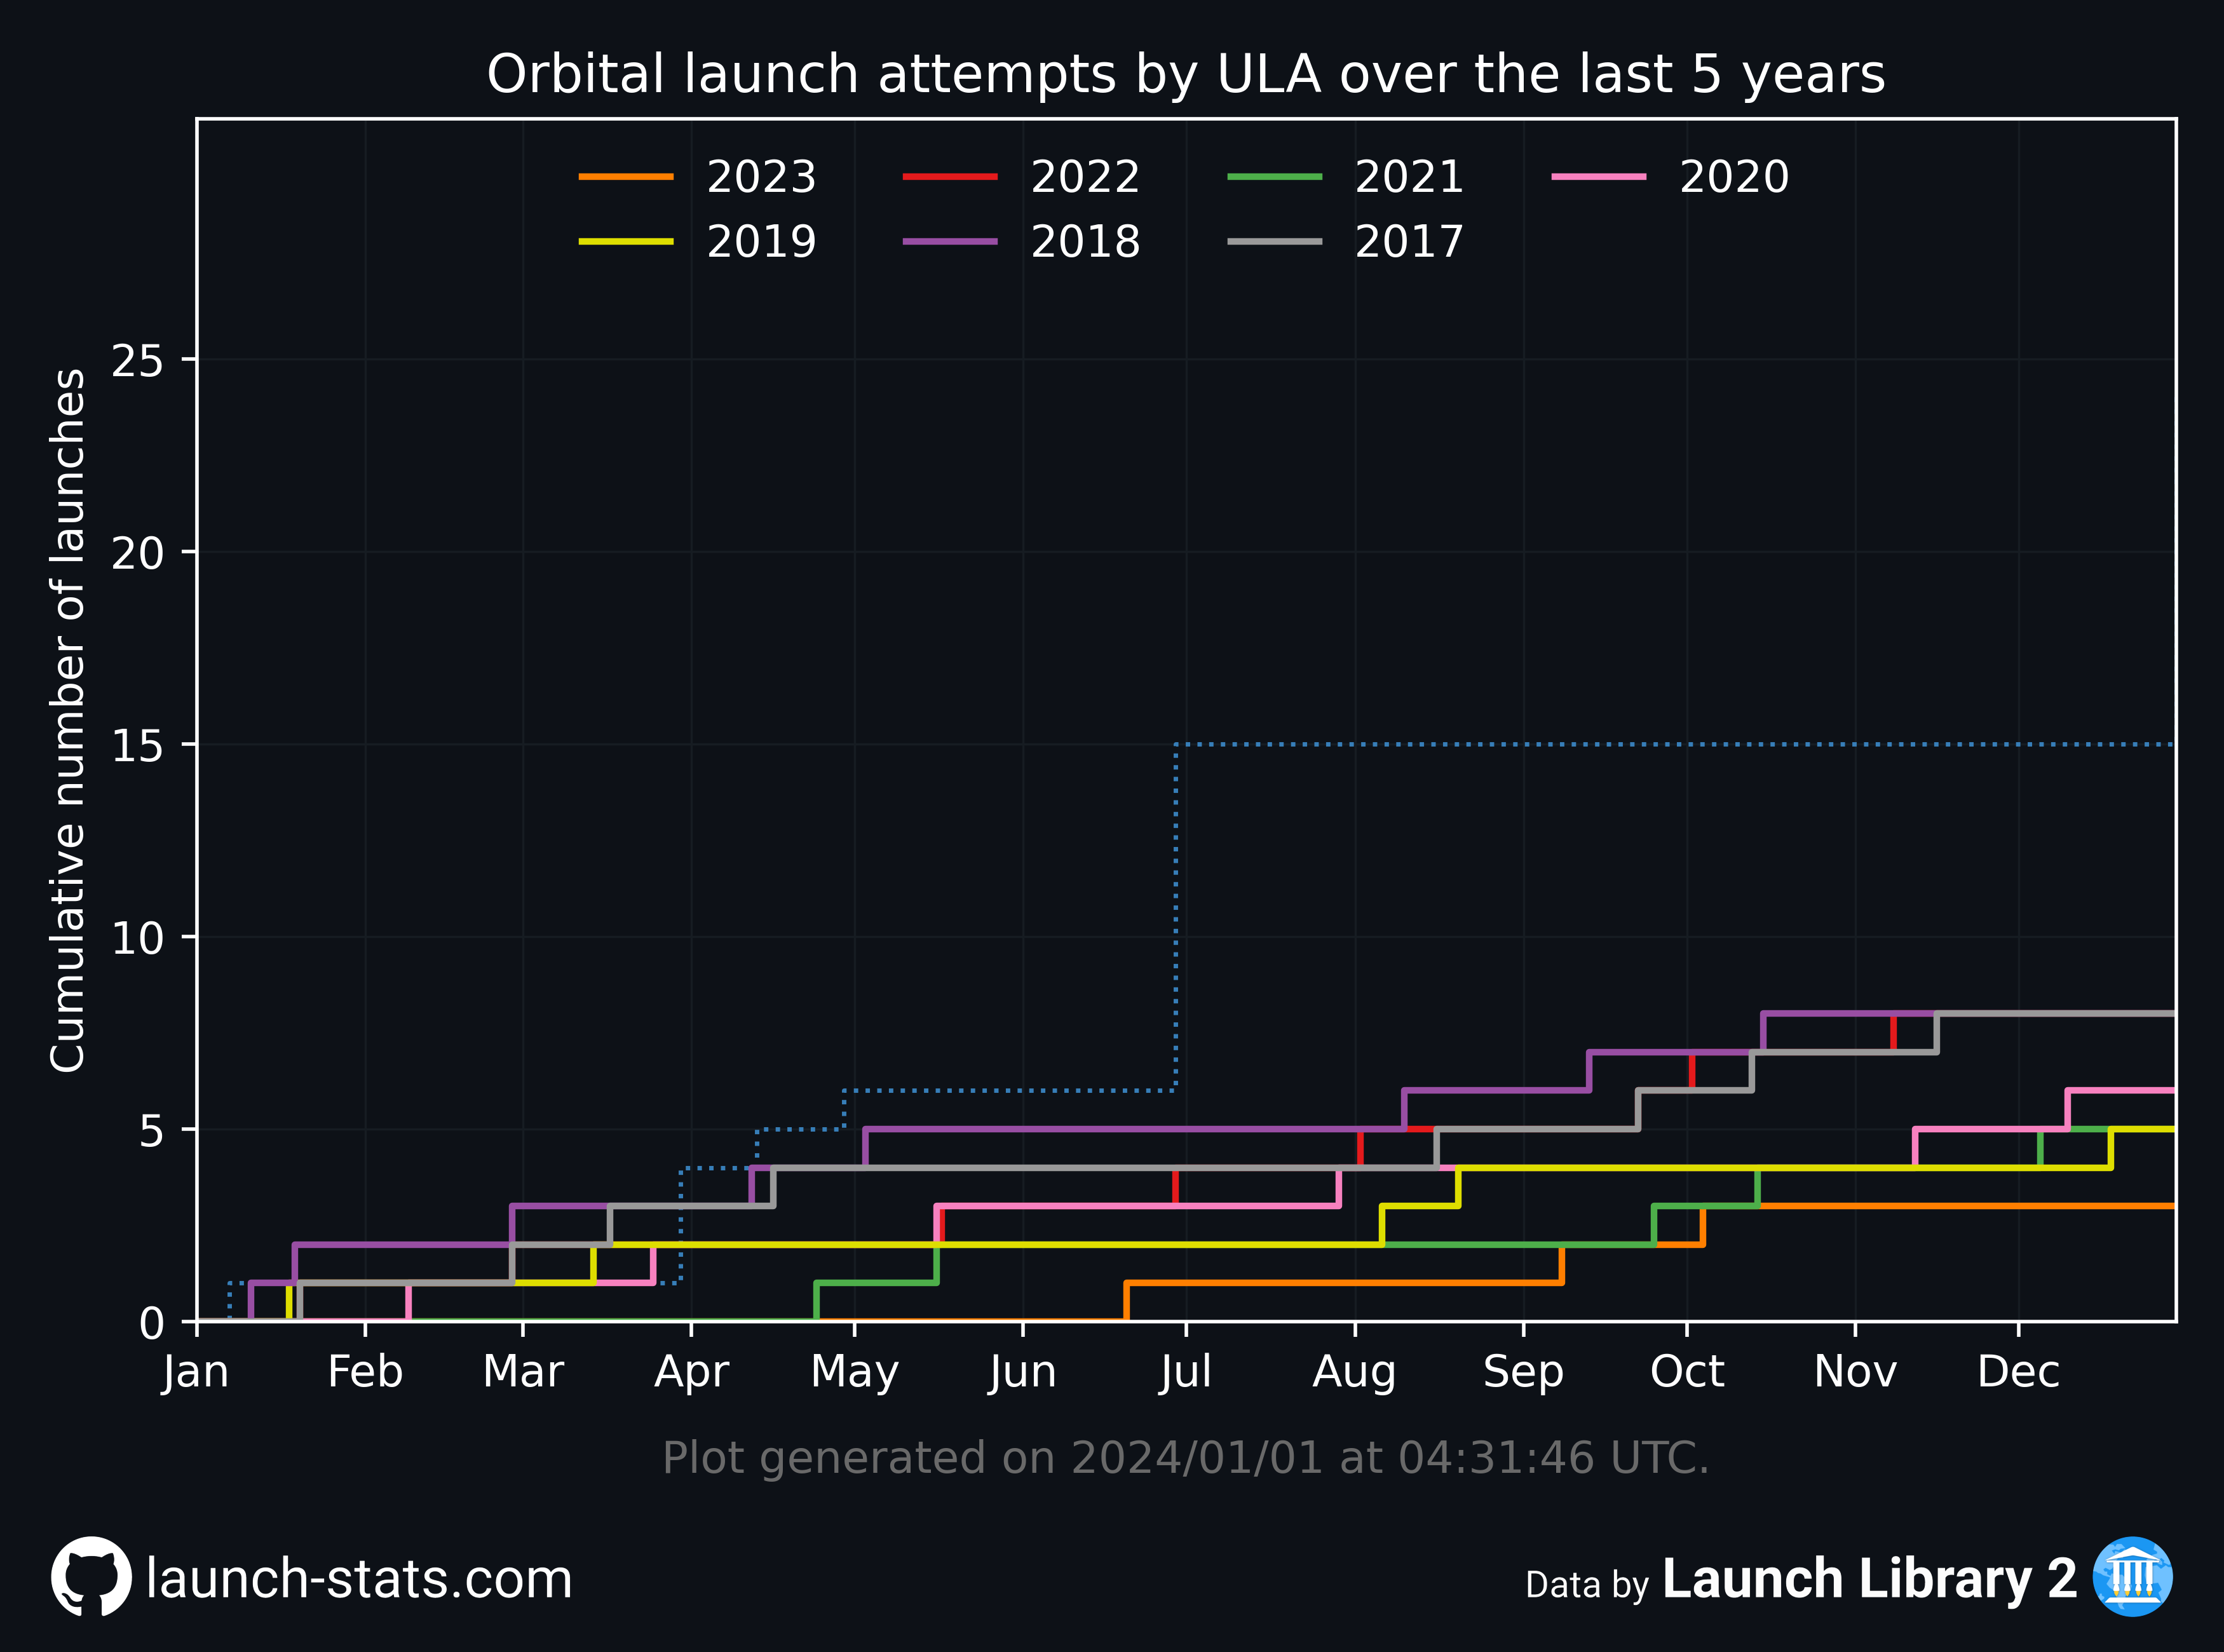 Orbital launch attempts by ULA over the last 5 years
2023 2022 2021 2020
2019 2018 2017
Cumulative number of launches
25
20
15
10
5
0
Jan Feb Mar Apr May Jun Jul Aug Sep Oct Nov Dec
Plot generated on 2024/01/01 at 04:31:46 UTC.
launch-stats.com
Data by Launch Library 2